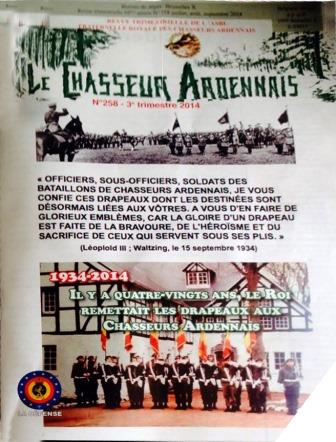 REVUE TRIMESTRIELLE DE L'ASBL
FRATERNELLE ROYALE DES CHASSEURS ARDENNAIS
LE CHASSEUR ARDENNAIS
N°258 - 3e trimestre 2014
« OFFICIERS, SOUS-OFFICIERS, SOLDATS DES
BATAILLONS DE CHASSEURS ARDENNAIS, JE VOUS
CONFIE CES DRAPEAUX DONT LES DESTINÉES SONT
DÉSORMAIS LIÉES AUX VÔTRES. A VOUS D'EN FAIRE DE
GLORIEUX EMBLÈMES, CAR LA GLOIRE D'UN DRAPEAU
EST FAITE DE LA BRAVOURE, DE L'HÉROÏSME ET DU
SACRIFICE DE CEUX QUI SERVENT SOUS SES PLIS. »
(Léoplold III ; Waltzing, le 15 septembre 1934)
1934-2014
IL Y A QUATRE-VINGTS ANS, LE ROI
REMETTAIT LES DRAPEAUX AUX
CHASSEURS ARDENNAIS
LA DÉFENSE